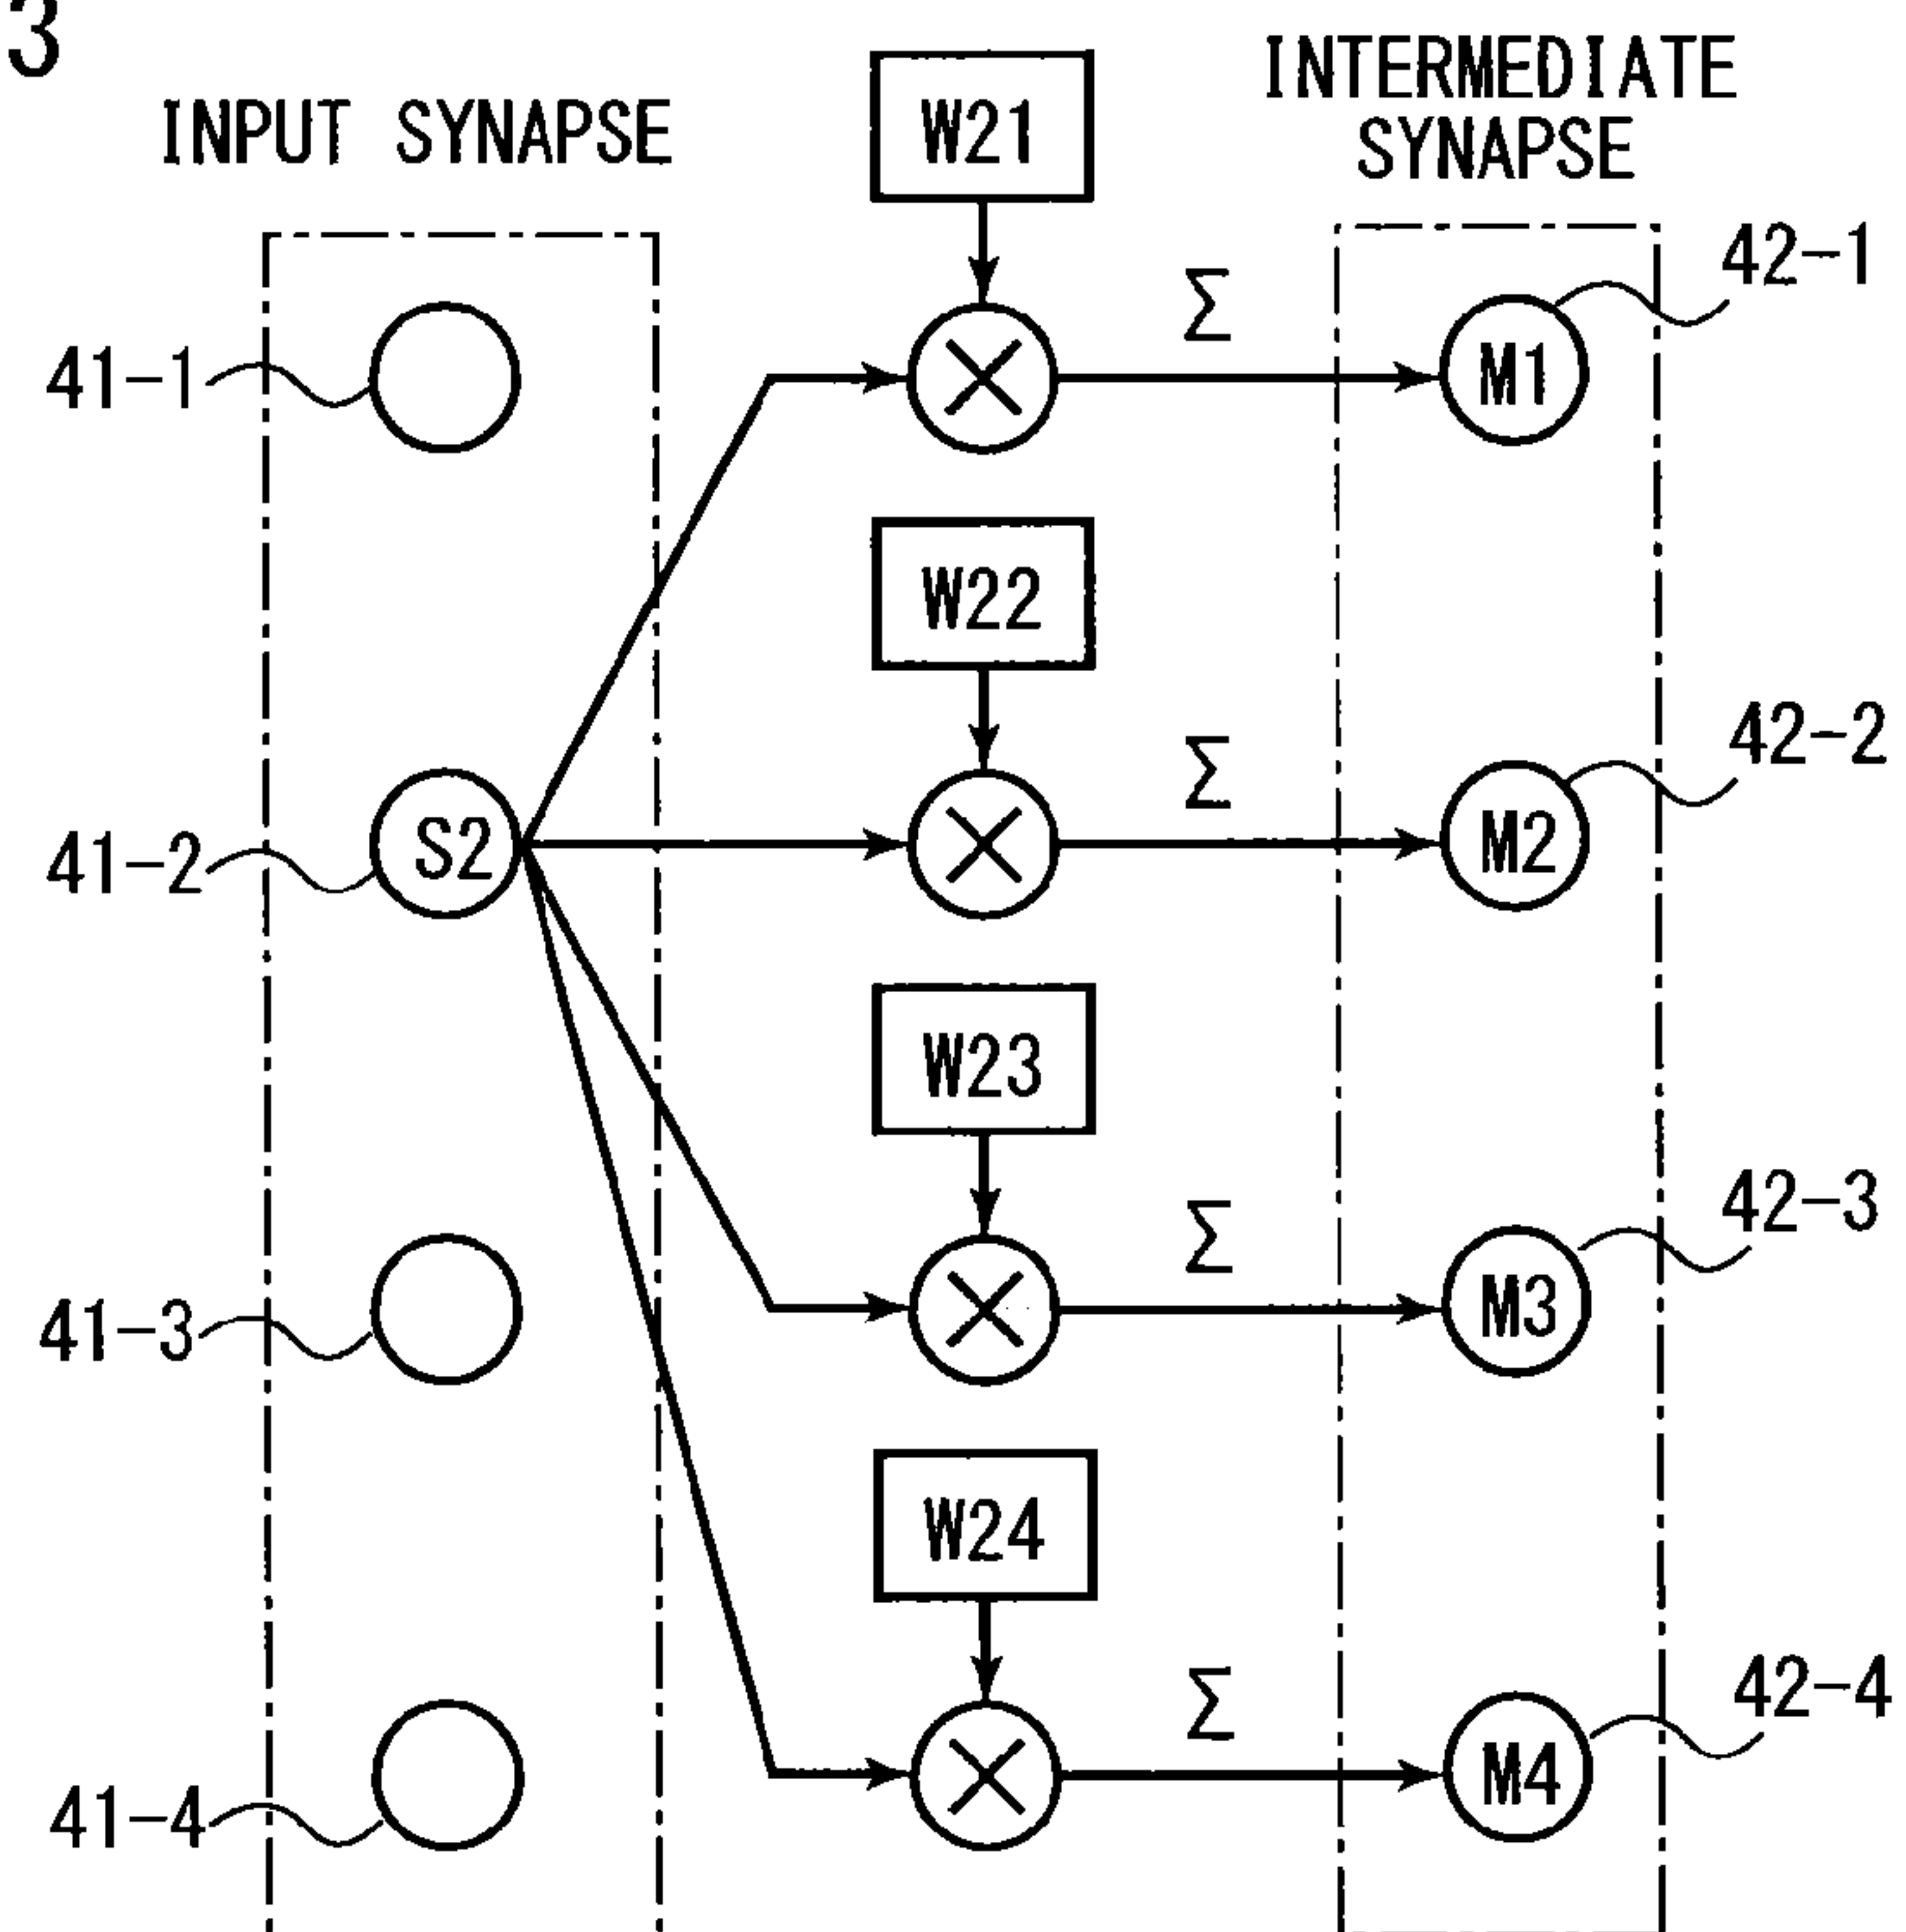 3
INPUT SYNAPSE
INTERMEDIATE
SYNAPSE
W21
42-1
Σ
41-1
M1
W22
42-2
Σ
41-2
S2
M2
W23
42-3
Σ
41-3
M3
W24
42-4
Σ
41-4
M4